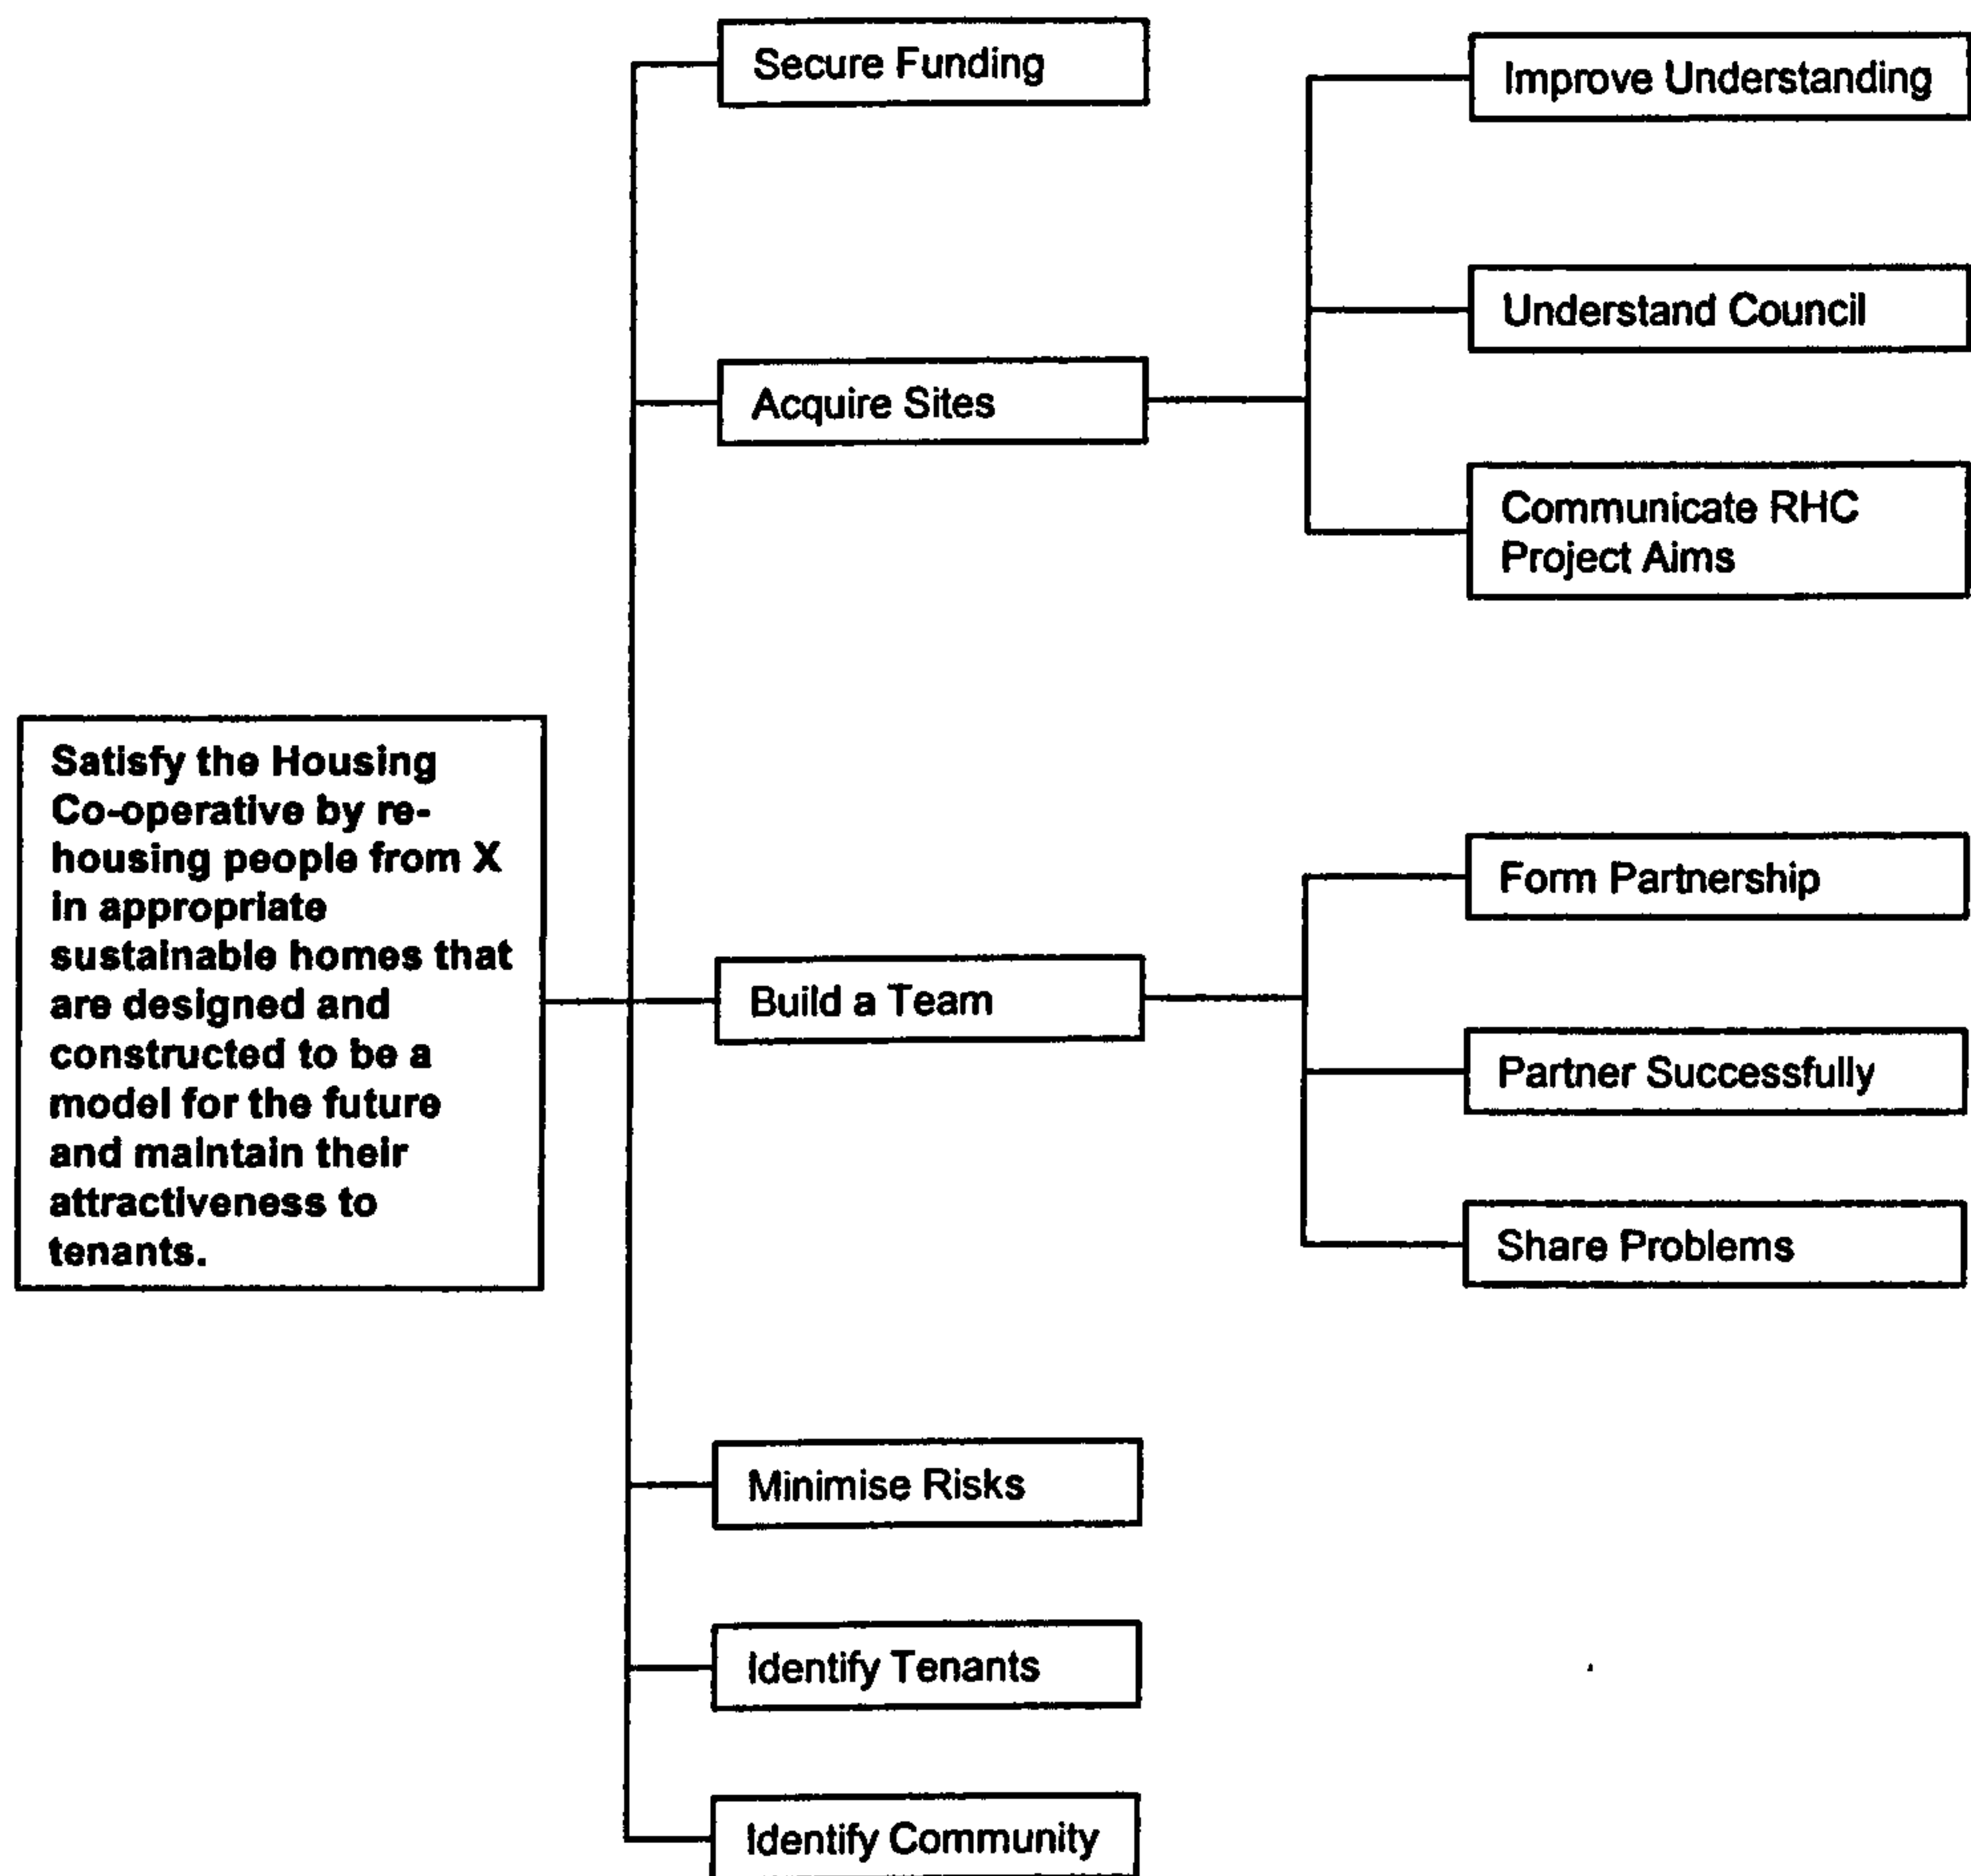 Secure Funding
Improve Understanding
Understand Council
Acquire Sites
Communicate RHC
Project Aims
Satisfy the Housing
Co-operative by re-
housing people from X
in appropriate
sustainable homes that
are designed and
constructed to be a
model for the future
and maintain their
attractiveness to
tenants.
Build a Team
Form Partnership
Partner Successfully
Share Problems
Minimise Risks
Identify Tenants
Identify Community